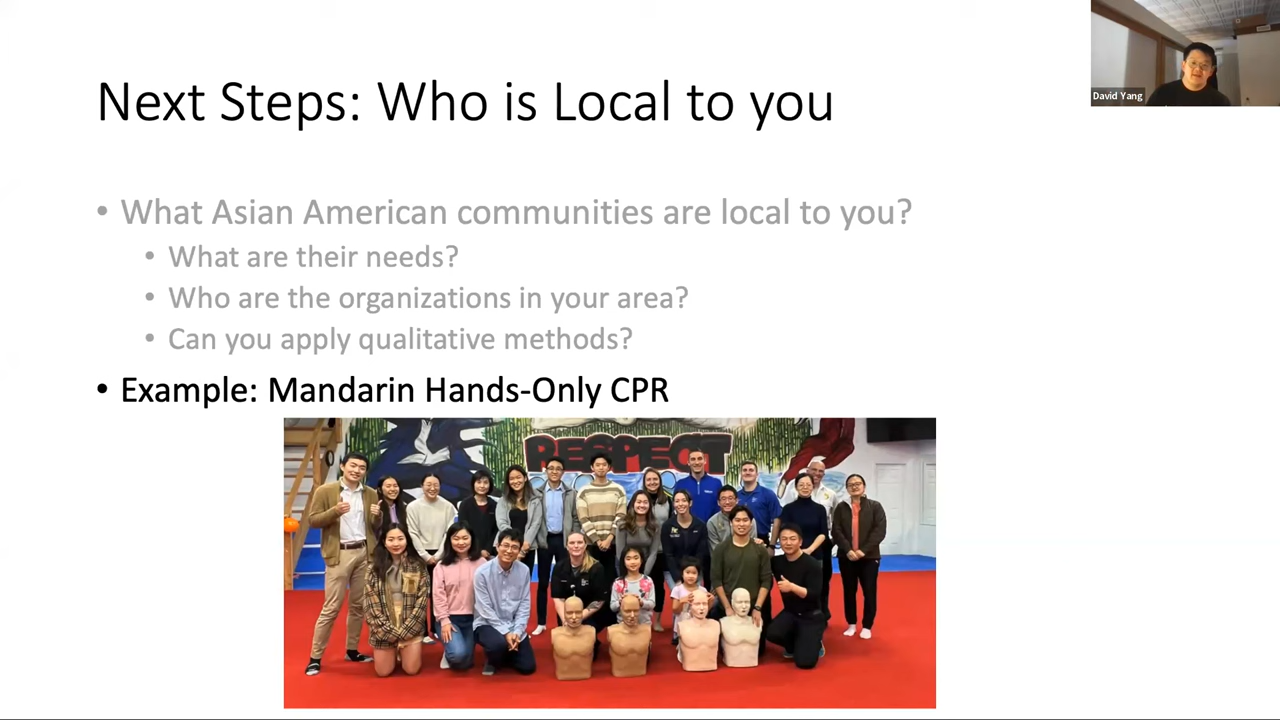 Next Steps: Who is Local to you
David Yang
• What Asian American communities are local to you?
• What are their needs?
• Who are the organizations in your area?
• Can you apply qualitative methods?
• Example: Mandarin Hands-Only CPR
RESPECT